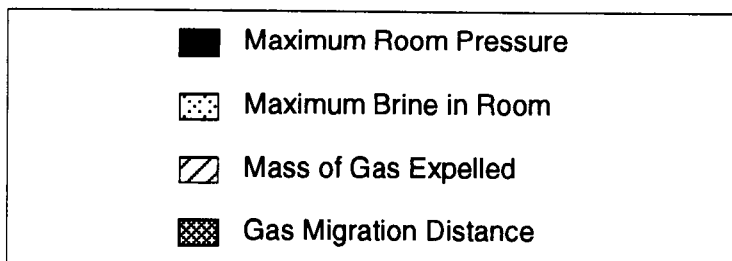 Maximum Room Pressure
Maximum Brine in Room
Mass of Gas Expelled
Gas Migration Distance